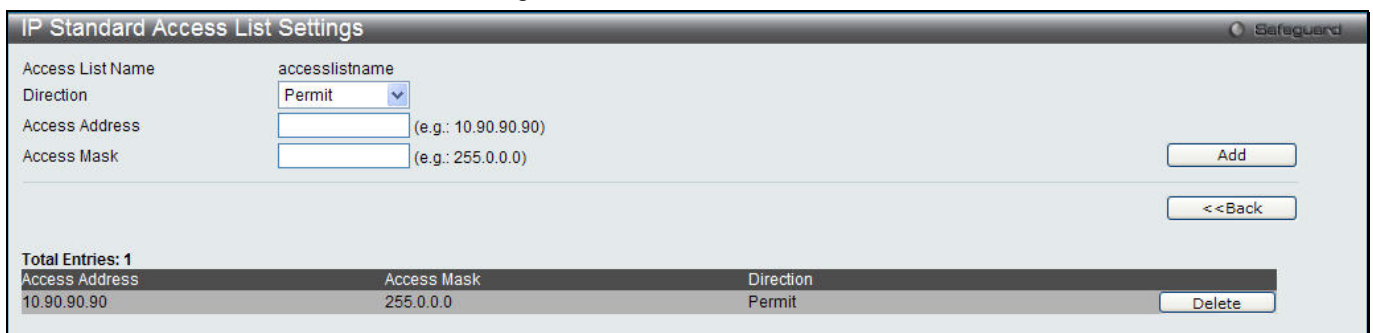 IP Standard Access List Settings Safeguard
Access List Name accesslistname
Direction Permit
Access Address (e.g.: 10.90.90.90)
Access Mask (e.g.: 255.0.0.0) Add
<<Back
Total Entries: 1
Access Address Access Mask Direction
10.90.90.90 255.0.0.0 Permit Delete